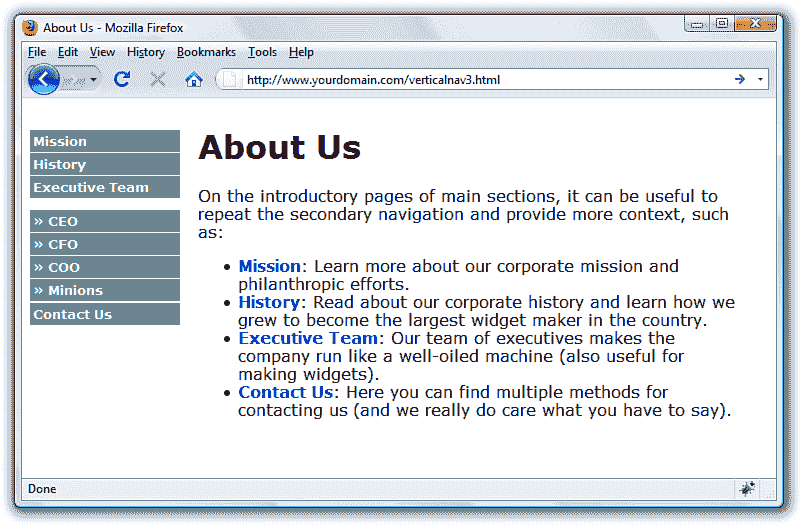 About Us - Mozilla Firefox
File Edit View History Bookmarks Tools Help
http://www.yourdomain.com/verticalnav3.html
Mission
History
Executive Team
» CEO
» CFO
» COO
» Minions
Contact Us
About Us
On the introductory pages of main sections, it can be useful to
repeat the secondary navigation and provide more context, such
as:
• Mission: Learn more about our corporate mission and
philanthropic efforts.
• History: Read about our corporate history and learn how we
grew to become the largest widget maker in the country.
• Executive Team: Our team of executives makes the
company run like a well-oiled machine (also useful for
making widgets).
• Contact Us: Here you can find multiple methods for
contacting us (and we really do care what you have to say).
Done